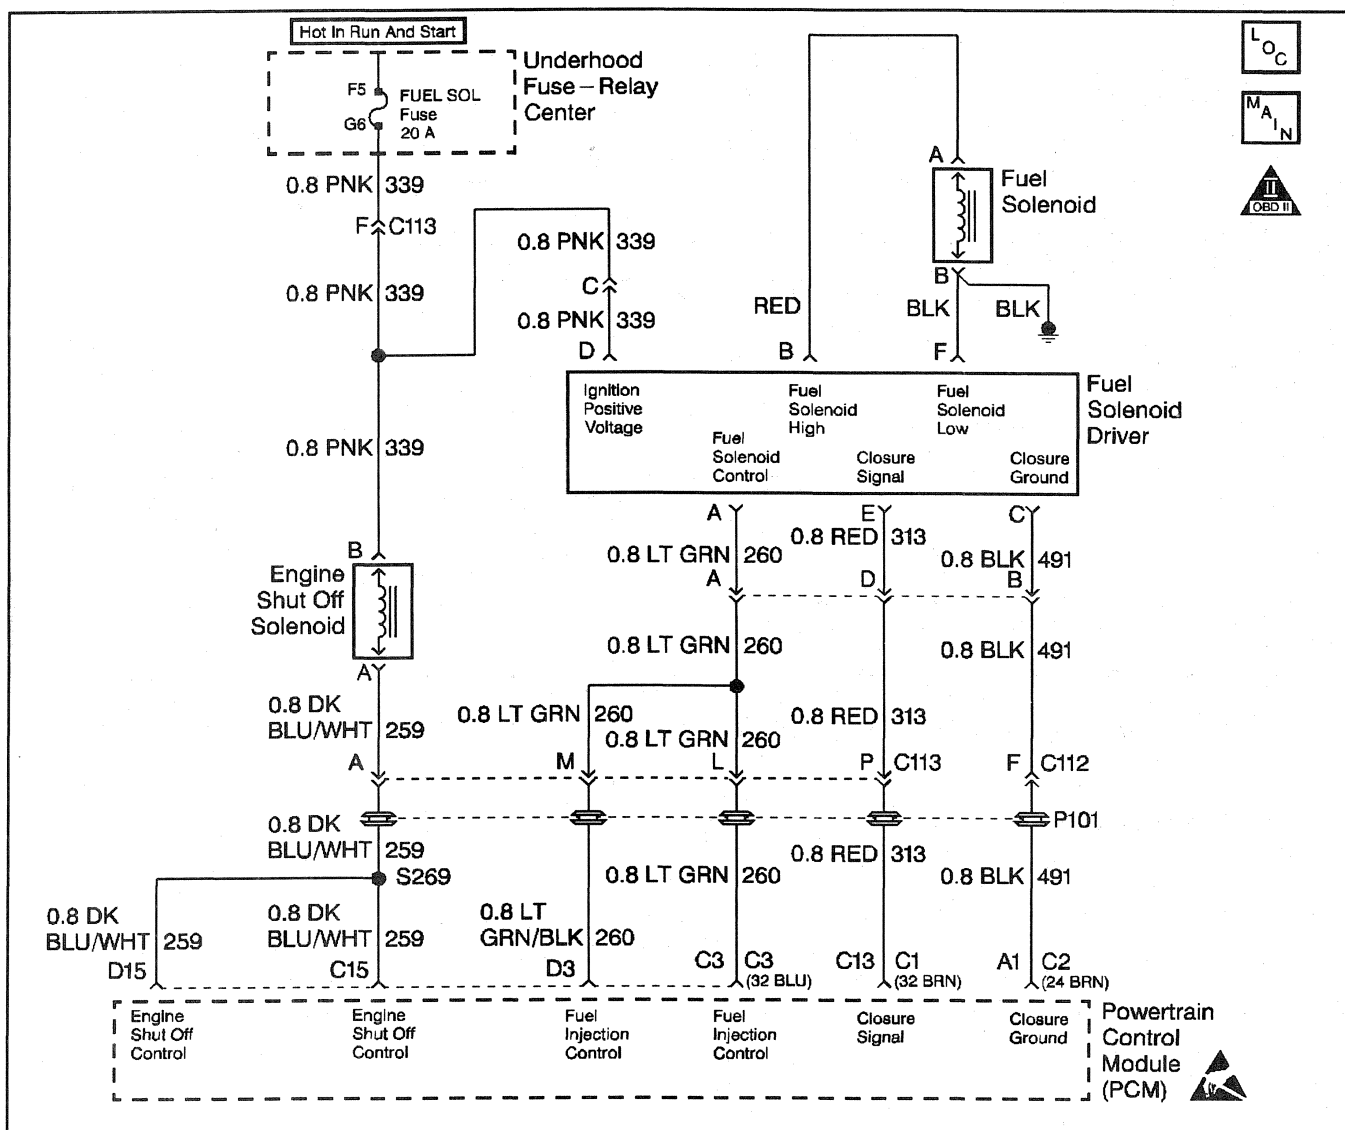 Hot In Run And Start
Underhood
Fuse – Relay
Center
F5
G6
FUEL SOL
Fuse
20 A
L O C
M A I N
II
OBD II
0.8 PNK 339
F C113
0.8 PNK 339
0.8 PNK 339
C
0.8 PNK 339
D
A
Fuel
Solenoid
B
RED
BLK
BLK
B
F
Ignition
Positive
Voltage
Fuel
Solenoid
High
Fuel
Solenoid
Low
Fuel
Solenoid
Control
Closure
Signal
Closure
Ground
Fuel
Solenoid
Driver
0.8 PNK 339
B
Engine
Shut Off
Solenoid
A
A
E
C
0.8 LT GRN 260
0.8 RED 313
0.8 BLK 491
A
D
B
0.8 LT GRN 260
0.8 BLK 491
0.8 DK
BLU/WHT 259
0.8 LT GRN 260
0.8 LT GRN 260
0.8 RED 313
A
M
L
P C113
F C112
P101
0.8 DK
BLU/WHT 259
S269
0.8 LT GRN 260
0.8 RED 313
0.8 BLK 491
0.8 DK
BLU/WHT 259
0.8 DK
BLU/WHT 259
0.8 LT
GRN/BLK 260
D15
C15
D3
C3 C3
(32 BLU)
C13 C1
(32 BRN)
A1 C2
(24 BRN)
Engine
Shut Off
Control
Engine
Shut Off
Control
Fuel
Injection
Control
Fuel
Injection
Control
Closure
Signal
Closure
Ground
Powertrain
Control
Module
(PCM)